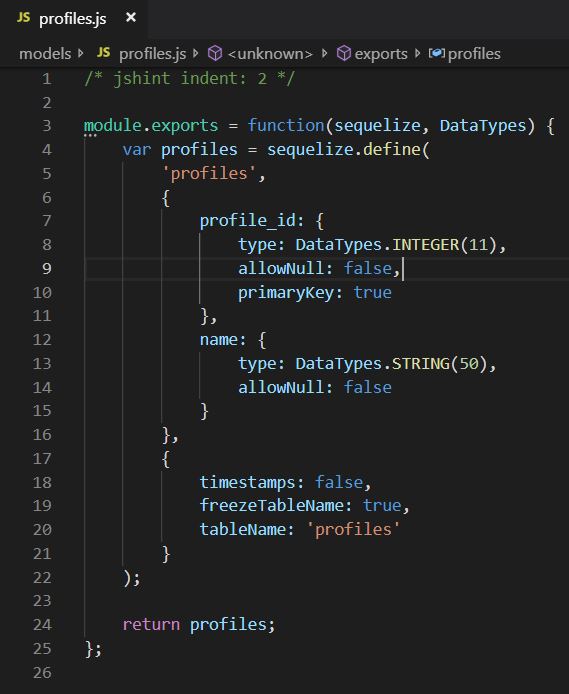 JS profiles.js ×
models › JS profiles.js › <unknown> › exports › profiles
1 /* jshint indent: 2 */
2
3 module.exports = function(sequelize, DataTypes) {
4     var profiles = sequelize.define(
5         'profiles',
6         {
7             profile_id: {
8                 type: DataTypes.INTEGER(11),
9                 allowNull: false,
10                 primaryKey: true
11             },
12             name: {
13                 type: DataTypes.STRING(50),
14                 allowNull: false
15             }
16         },
17         {
18             timestamps: false,
19             freezeTableName: true,
20             tableName: 'profiles'
21         }
22     );
23
24     return profiles;
25 };
26